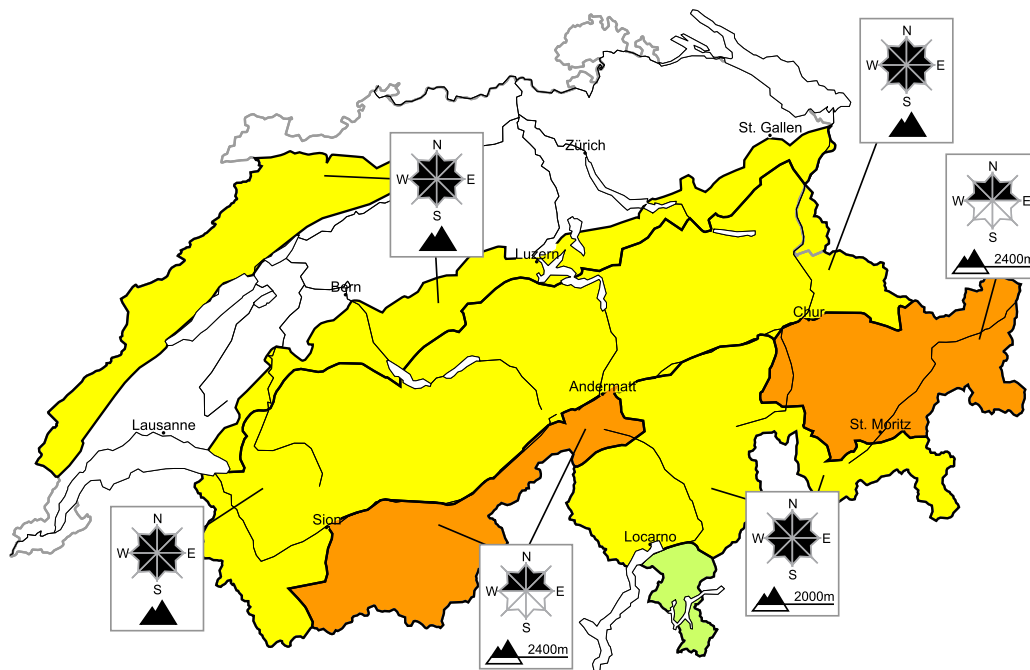 N
W E
S
St. Gallen
Zürich
N
W E
S
N
W E
S
2400m
Luzern
Bern
Chur
Andermatt
St. Moritz
Lausanne
Sion
Locarno
N
W E
S
N
W E
S
2000m
N
W E
S
2400m